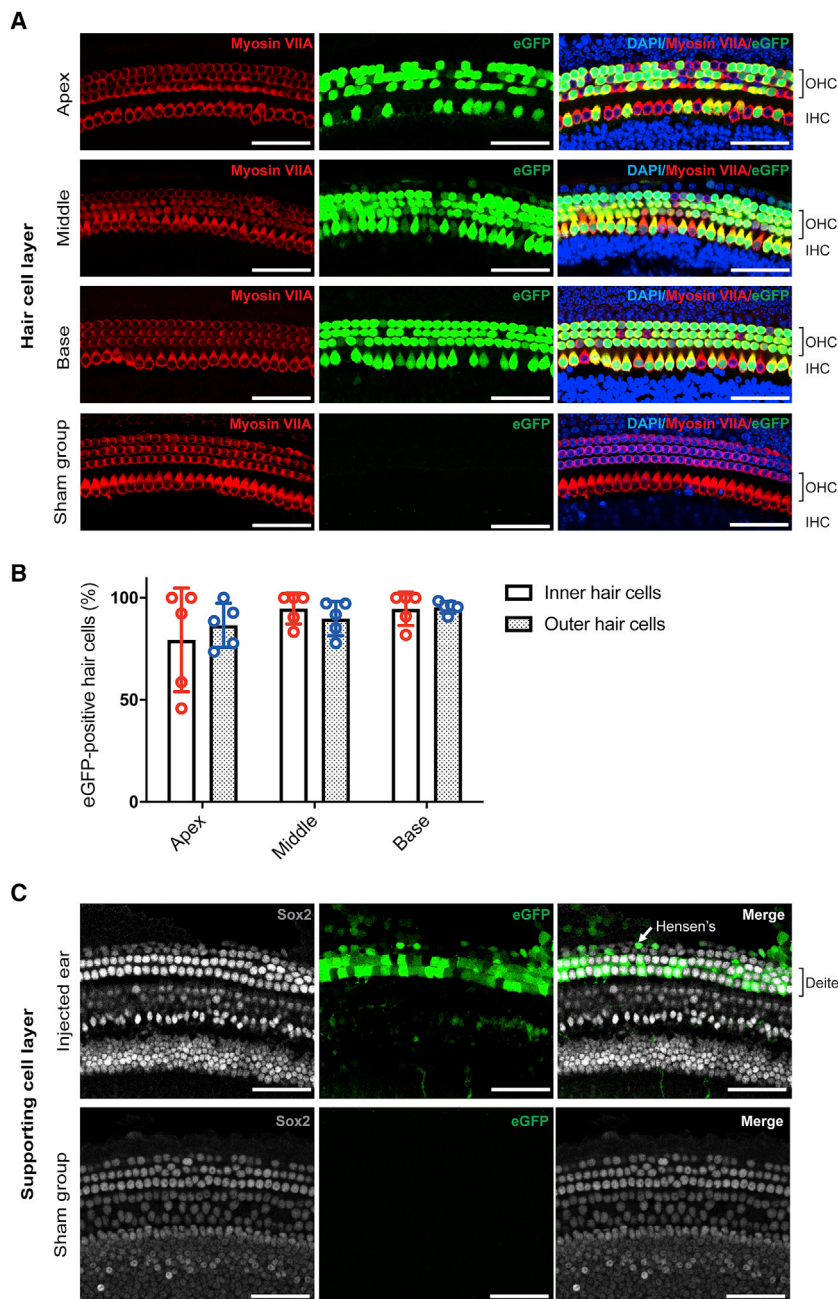 A
Hair cell layer
Apex
Myosin VIIA
eGFP
DAPI/Myosin VIIA/eGFP
OHC
IHC
Middle
Myosin VIIA
eGFP
DAPI/Myosin VIIA/eGFP
OHC
IHC
Base
Myosin VIIA
eGFP
DAPI/Myosin VIIA/eGFP
OHC
IHC
Sham group
Myosin VIIA
eGFP
DAPI/Myosin VIIA/eGFP
OHC
IHC
B
eGFP-positive hair cells (%)
100
50
0
Apex
Middle
Base
Inner hair cells
Outer hair cells
C
Supporting cell layer
Injected ear
Sox2
eGFP
Merge
Hensen's
Deite
Sham group
Sox2
eGFP
Merge